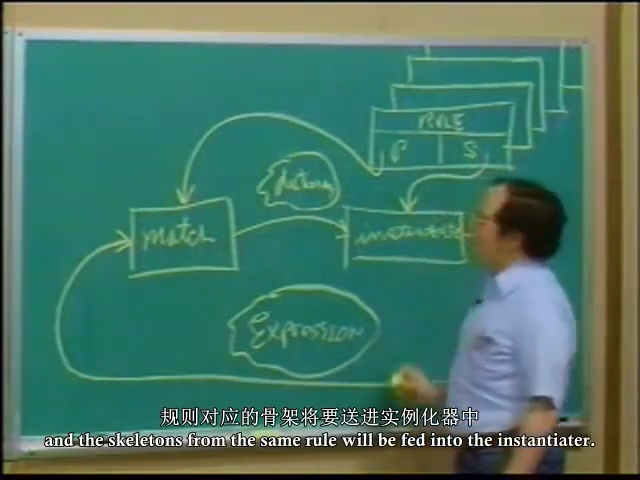 RULE
P S
dictionary
match
instantiate
Expression
规则对应的骨架将要送进实例化器中
and the skeletons from the same rule will be fed into the instantiater.